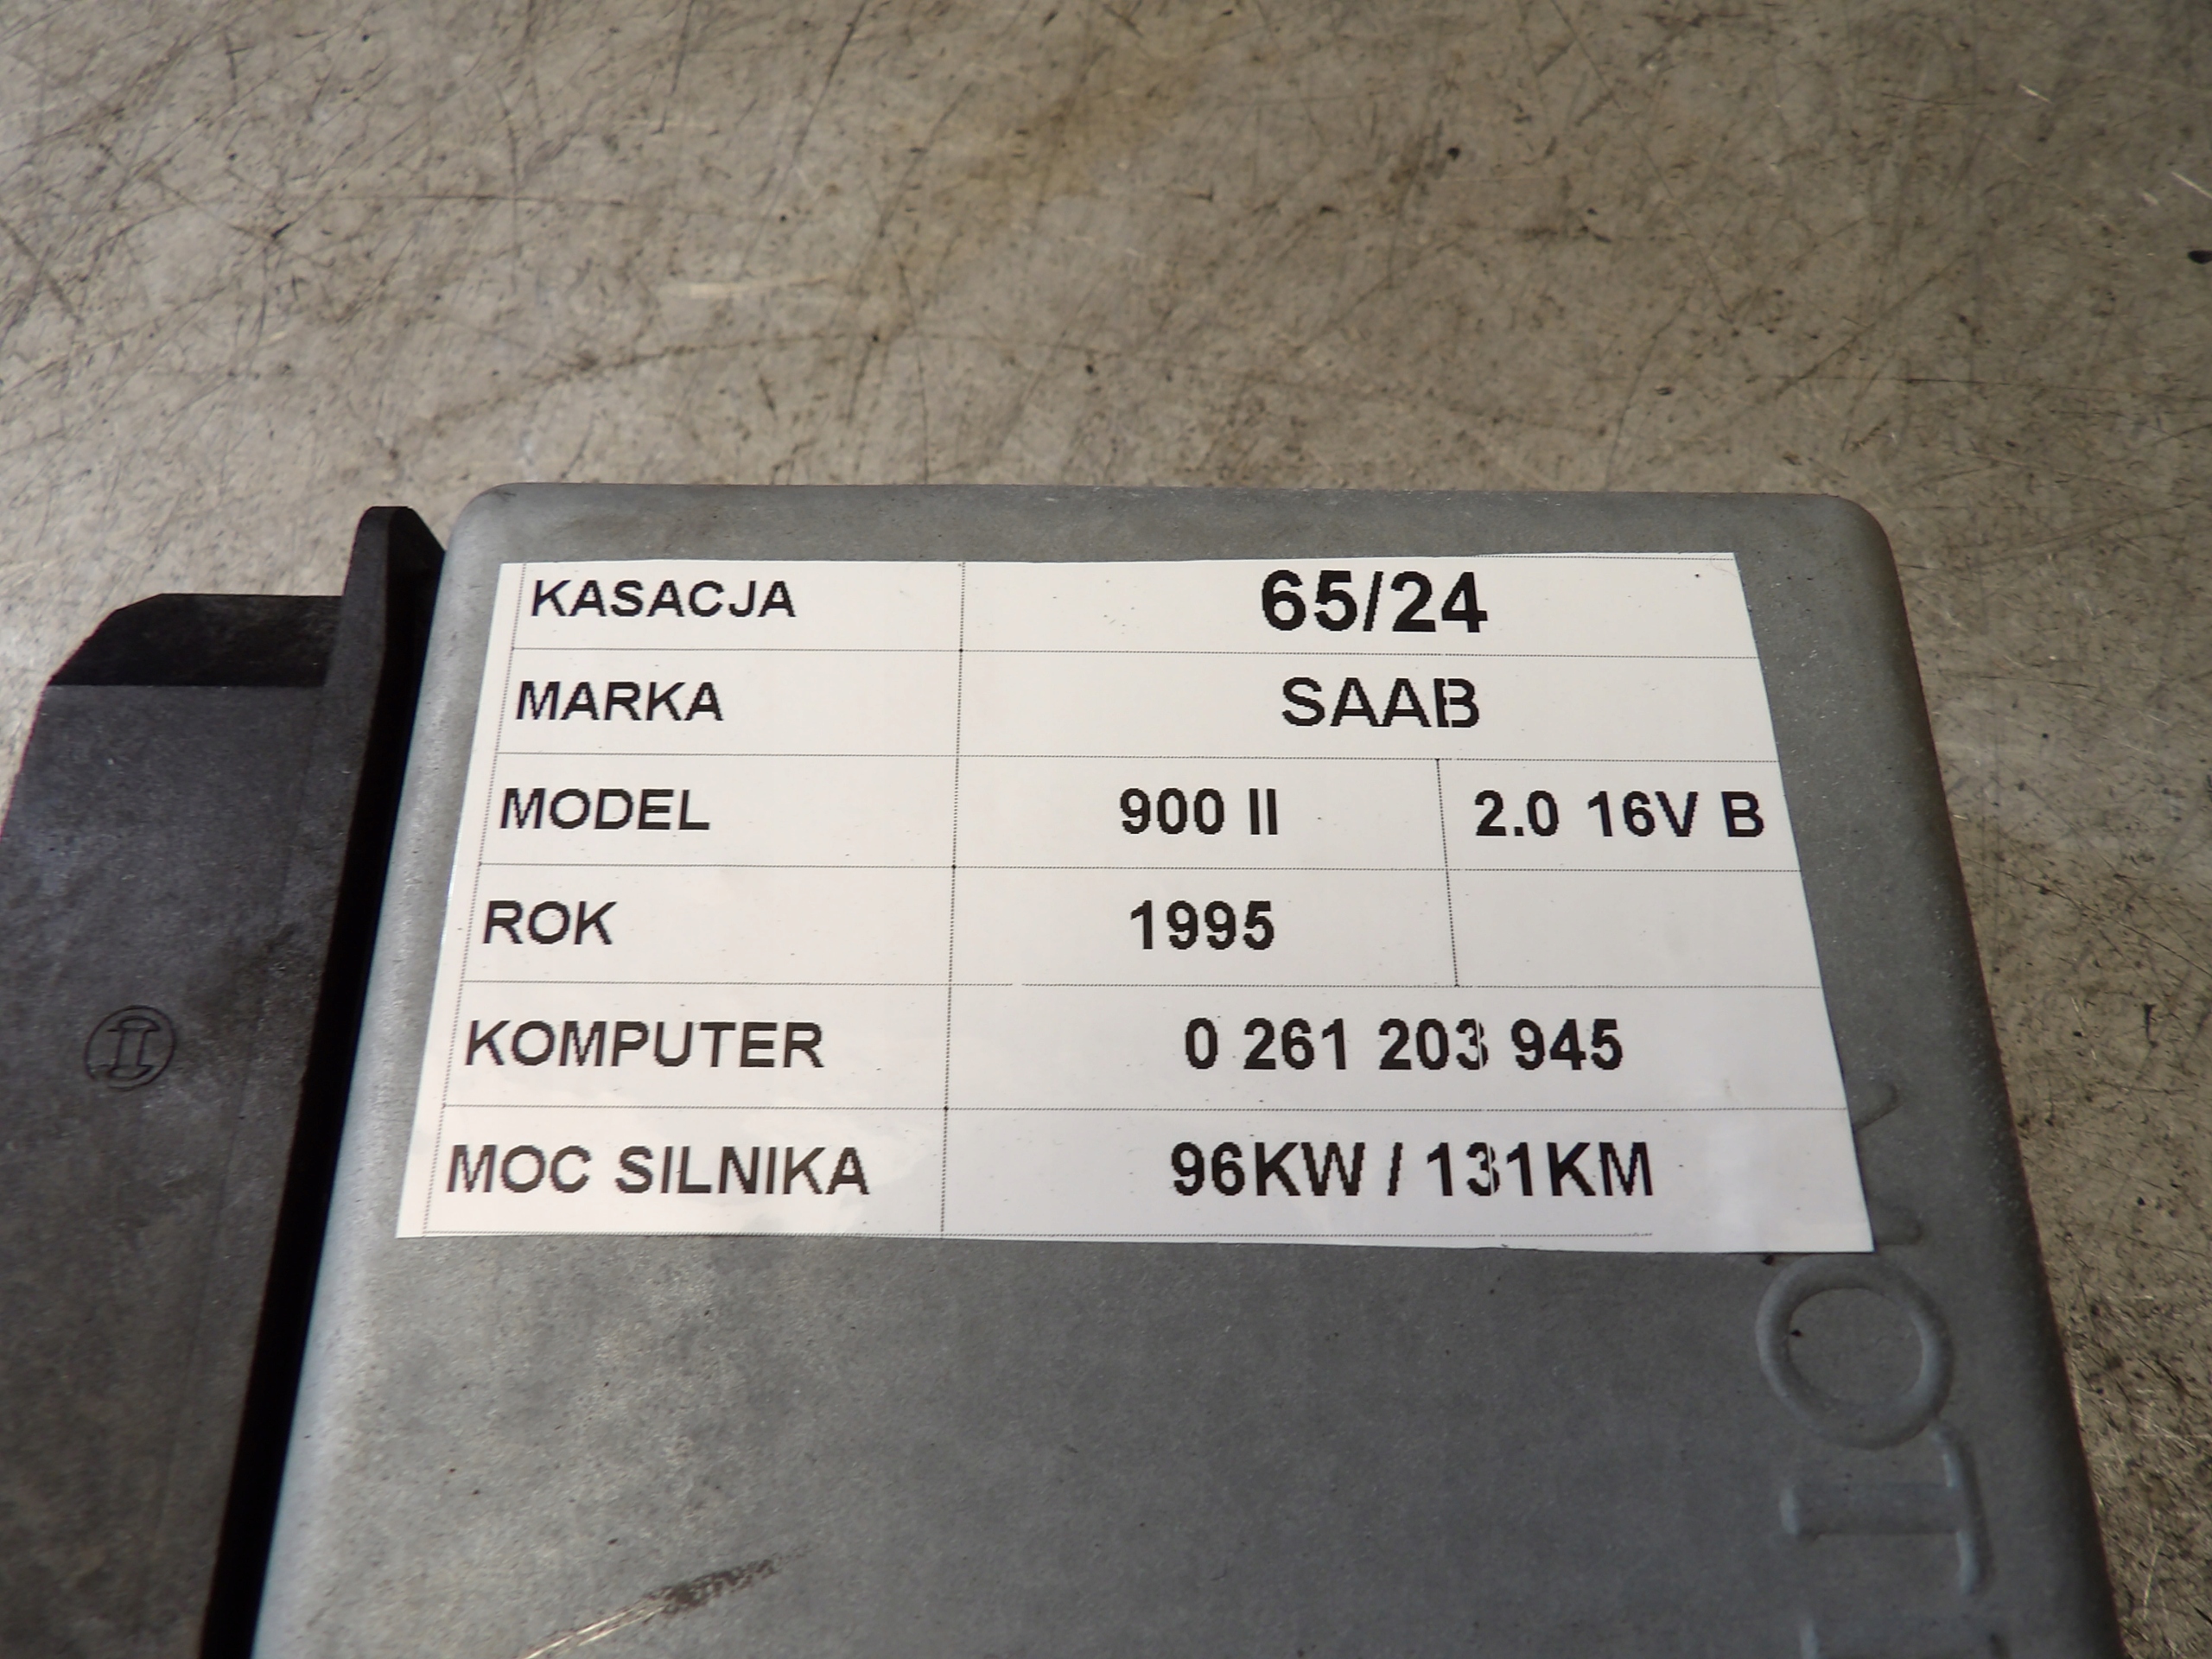 KASACJA 65/24
MARKA SAAB
MODEL 900 II 2.0 16V B
ROK 1995
KOMPUTER 0 261 203 945
MOC SILNIKA 96KW / 131KM